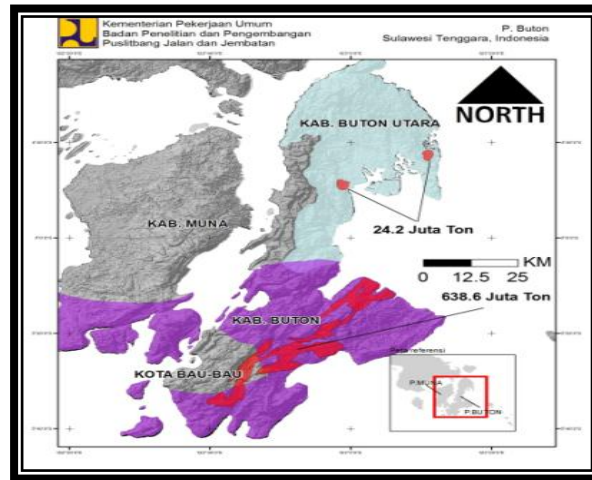 Kementerian Pekerjaan Umum
Badan Penelitian dan Pengembangan
Puslitbang Jalan dan Jembatan
P. Buton
Sulawesi Tenggara, Indonesia
NORTH
KAB. BUTON UTARA
KAB. MUNA
24.2 Juta Ton
KM
0 12.5 25
638.6 Juta Ton
KAB. BUTON
KOTA BAU-BAU
Peta referensi
P.MUNA
P.BUTON